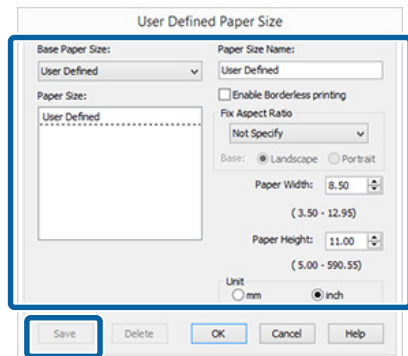 User Defined Paper Size
Base Paper Size:
User Defined
Paper Size:
User Defined
Paper Size Name:
User Defined
Enable Borderless printing
Fix Aspect Ratio
Not Specify
Base: Landscape Portrait
Paper Width: 8.50
(3.50 - 12.95)
Paper Height: 11.00
(5.00 - 590.55)
Unit
mm inch
Save Delete OK Cancel Help